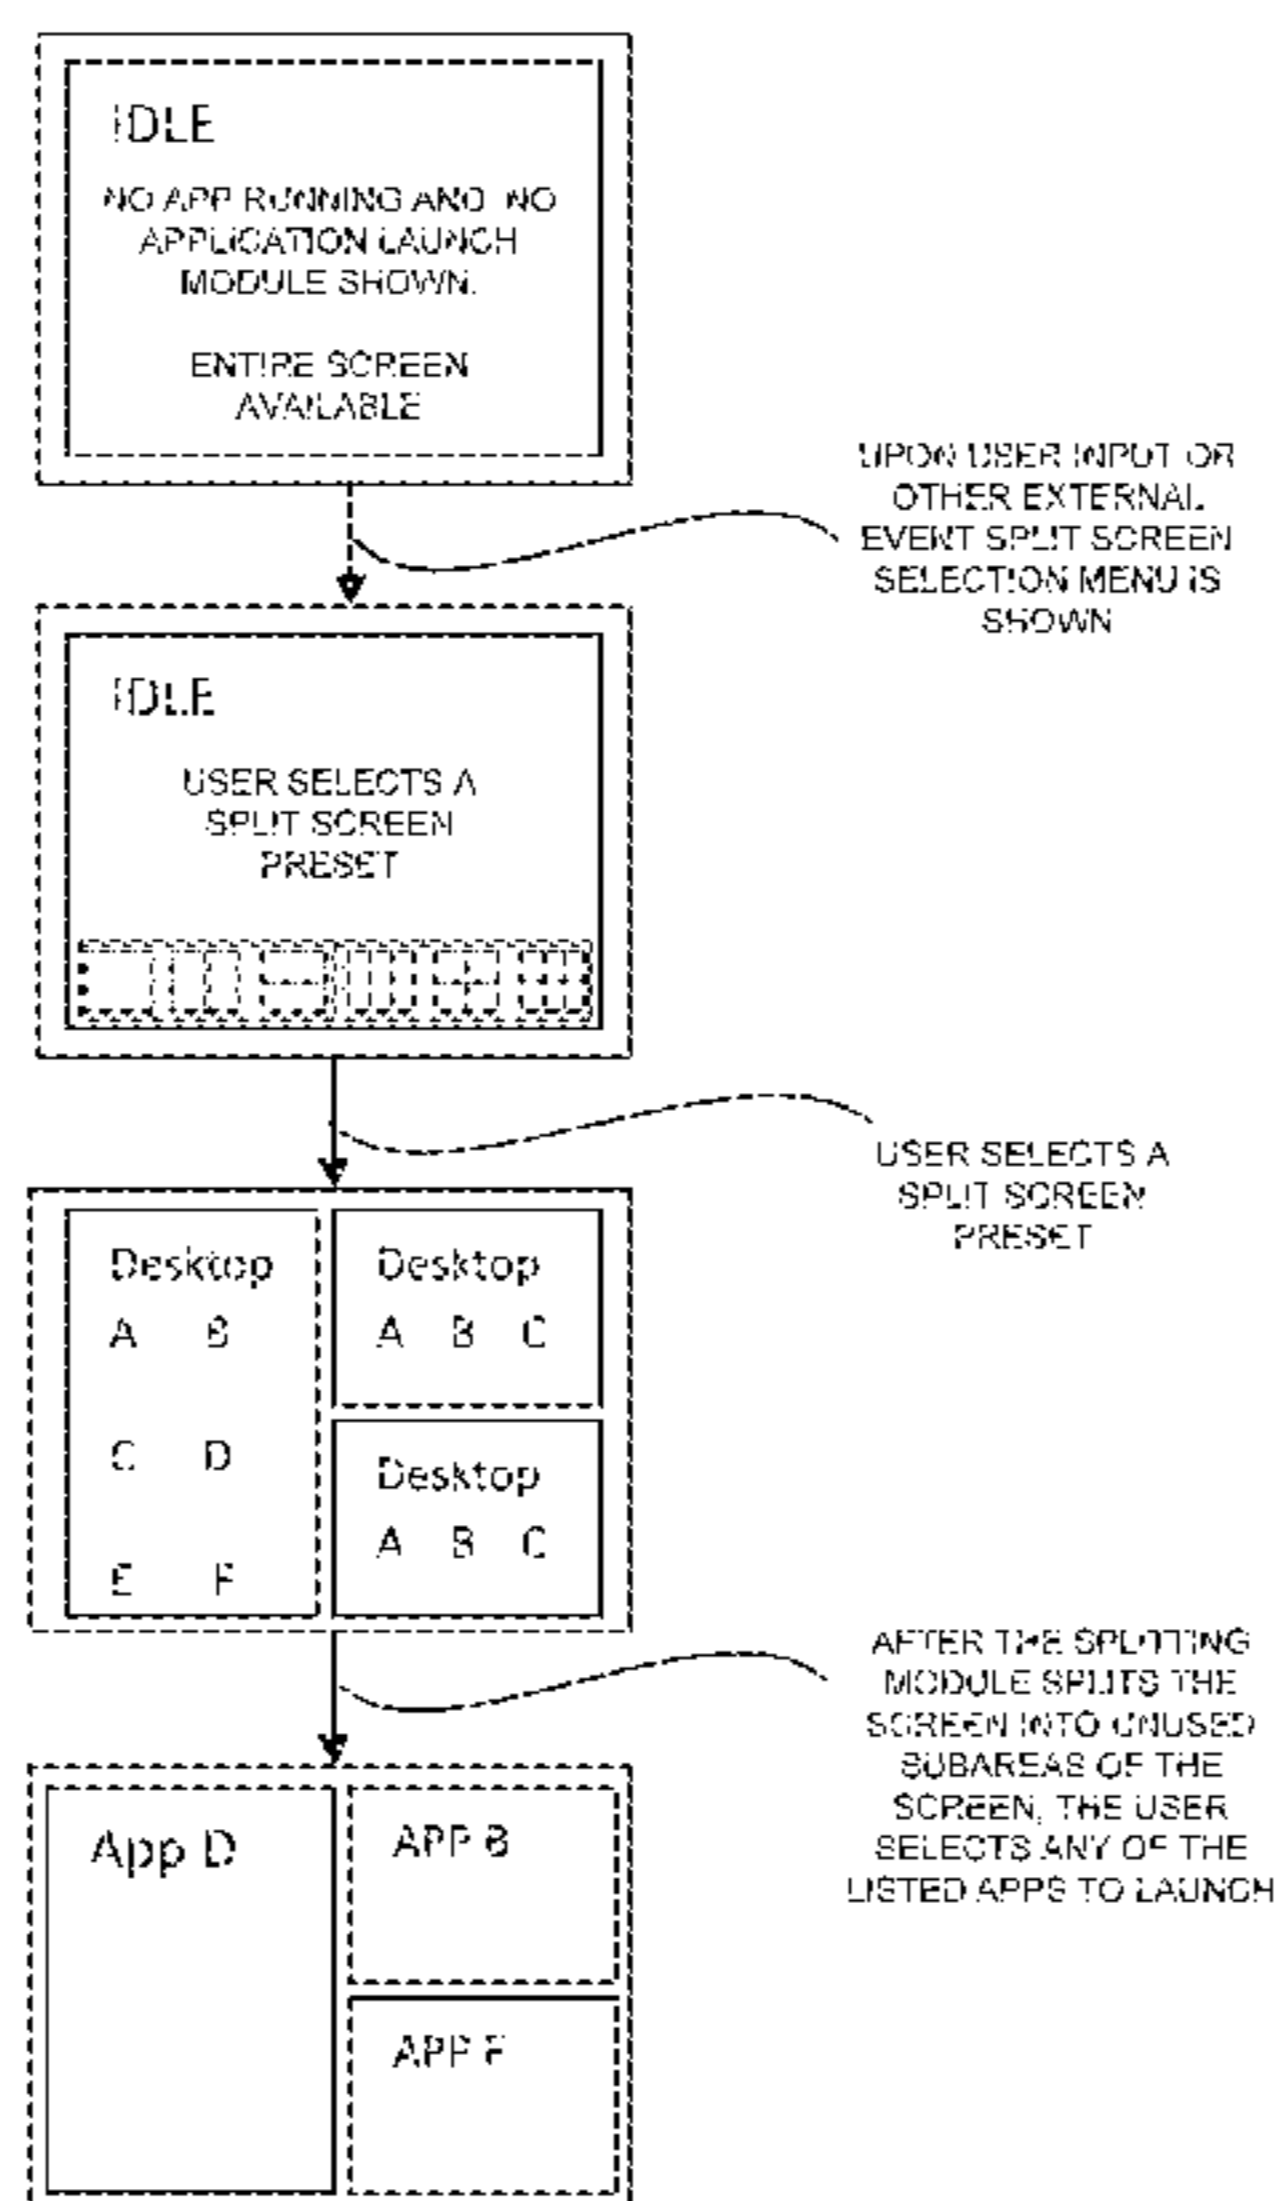 IDLE
NO APP RUNNING AND NO
APPLICATION LAUNCH
MODULE SHOWN.
ENTIRE SCREEN
AVAILABLE
UPON USER INPUT OR
OTHER EXTERNAL
EVENT SPLIT SCREEN
SELECTION MENU IS
SHOWN
IDLE
USER SELECTS A
SPLIT SCREEN
PRESET
USER SELECTS A
SPLIT SCREEN
PRESET
Desktop
A B
C D
E F
Desktop
A B C
Desktop
A B C
AFTER THE SPLITTING
MODULE SPLITS THE
SCREEN INTO UNUSED
SUBAREAS OF THE
SCREEN, THE USER
SELECTS ANY OF THE
LISTED APPS TO LAUNCH
App D
APP B
APP F